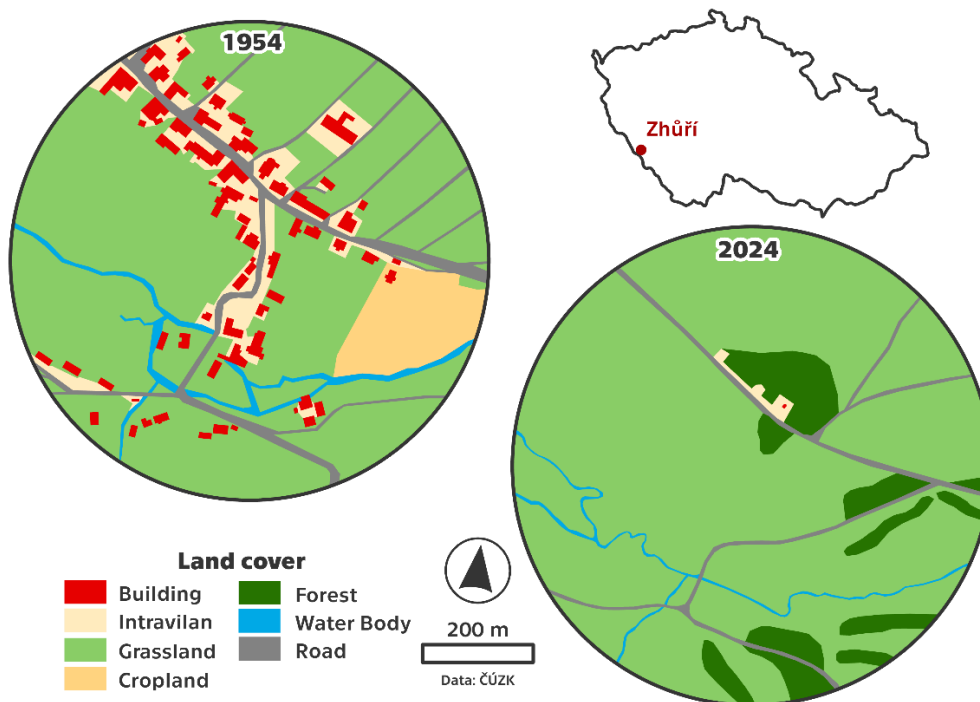 1954
Zhůří
2024
Land cover
Building
Intravilan
Grassland
Cropland
Forest
Water Body
Road
200 m
Data: ČÚZK